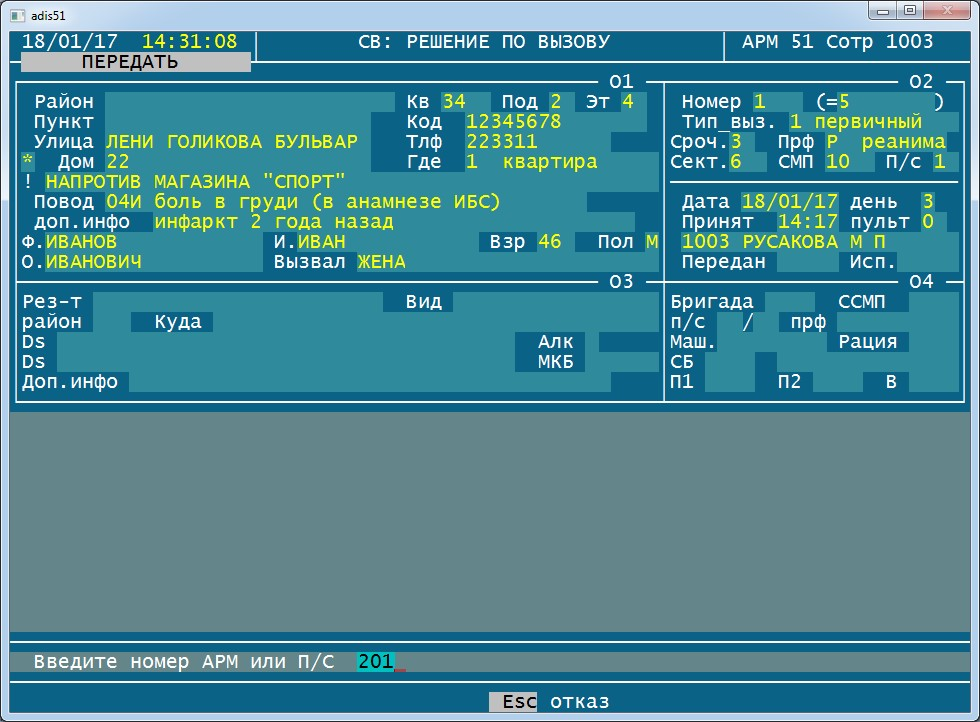 adis51
18/01/17 14:31:08 СВ: РЕШЕНИЕ ПО ВЫЗОВУ АРМ 51 Сотр 1003
ПЕРЕДАТЬ
01 02
Район Кв 34 Под 2 Эт 4 Номер 1 (=5 )
Пункт Код 12345678 Тип_выз. 1 первичный
Улица ЛЕНИ ГОЛИКОВА БУЛЬВАР Тлф 223311 Сроч.3 Прф Р реанима
* Дом 22 Где 1 квартира Сект.6 СМП 10 П/с 1
! НАПРОТИВ МАГАЗИНА "СПОРТ"
Повод 04И боль в груди (в анамнезе ИБС) Дата 18/01/17 день 3
доп.инфо инфаркт 2 года назад Принят 14:17 пульт 0
Ф.ИВАНОВ И.ИВАН Взр 46 Пол М 1003 РУСАКОВА М П
О.ИВАНОВИЧ Вызвал ЖЕНА Передан Исп.
03 04
Рез-т Вид Бригада ССМП
район Куда п/с / прф
Ds Алк Маш. Рация
Ds МКБ СБ
Доп.инфо П1 П2 В
Введите номер АРМ или П/С 201_
Esc отказ